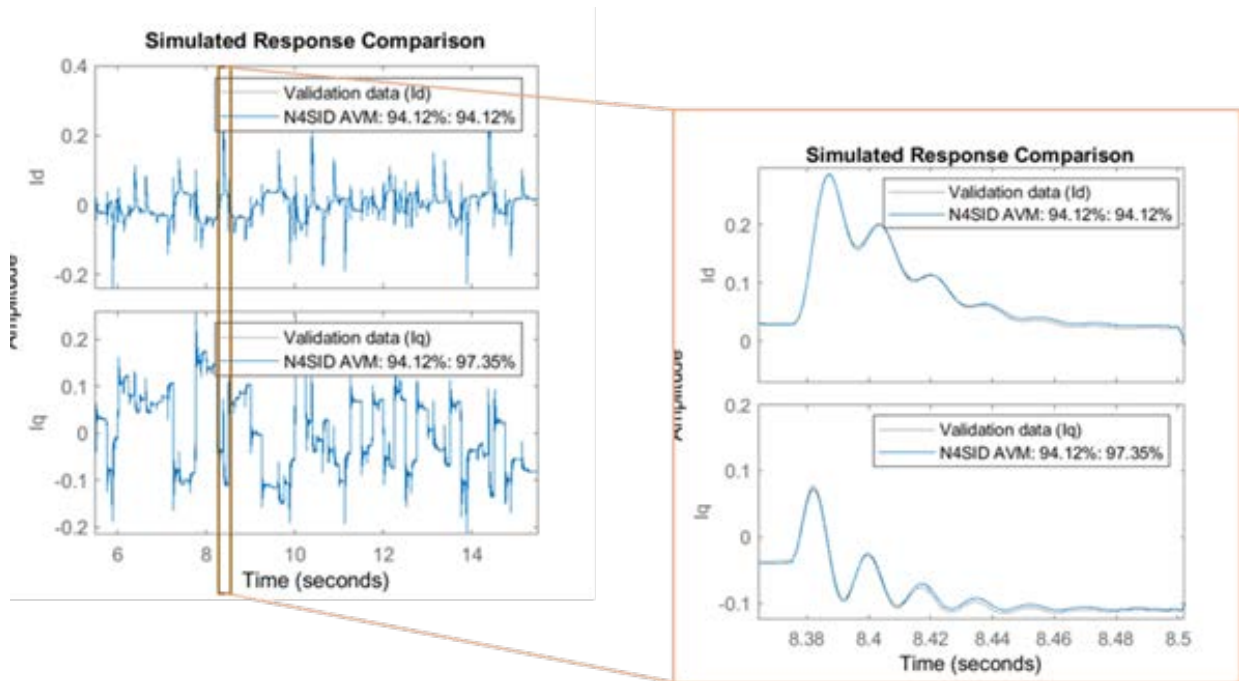 Simulated Response Comparison
0.4
Validation data (Id)
N4SID AVM: 94.12%: 94.12%
0.2
Id
0
-0.2
Amplitude
Validation data (Iq)
N4SID AVM: 94.12%: 97.35%
0.2
0.1
Iq
0
-0.1
-0.2
6 8 10 12 14
Time (seconds)
Simulated Response Comparison
Validation data (Id)
N4SID AVM: 94.12%: 94.12%
0.2
Id
0.1
0
Amplitude
0.2
Validation data (Iq)
N4SID AVM: 94.12%: 97.35%
0.1
Iq
0
-0.1
8.38 8.4 8.42 8.44 8.46 8.48 8.5
Time (seconds)